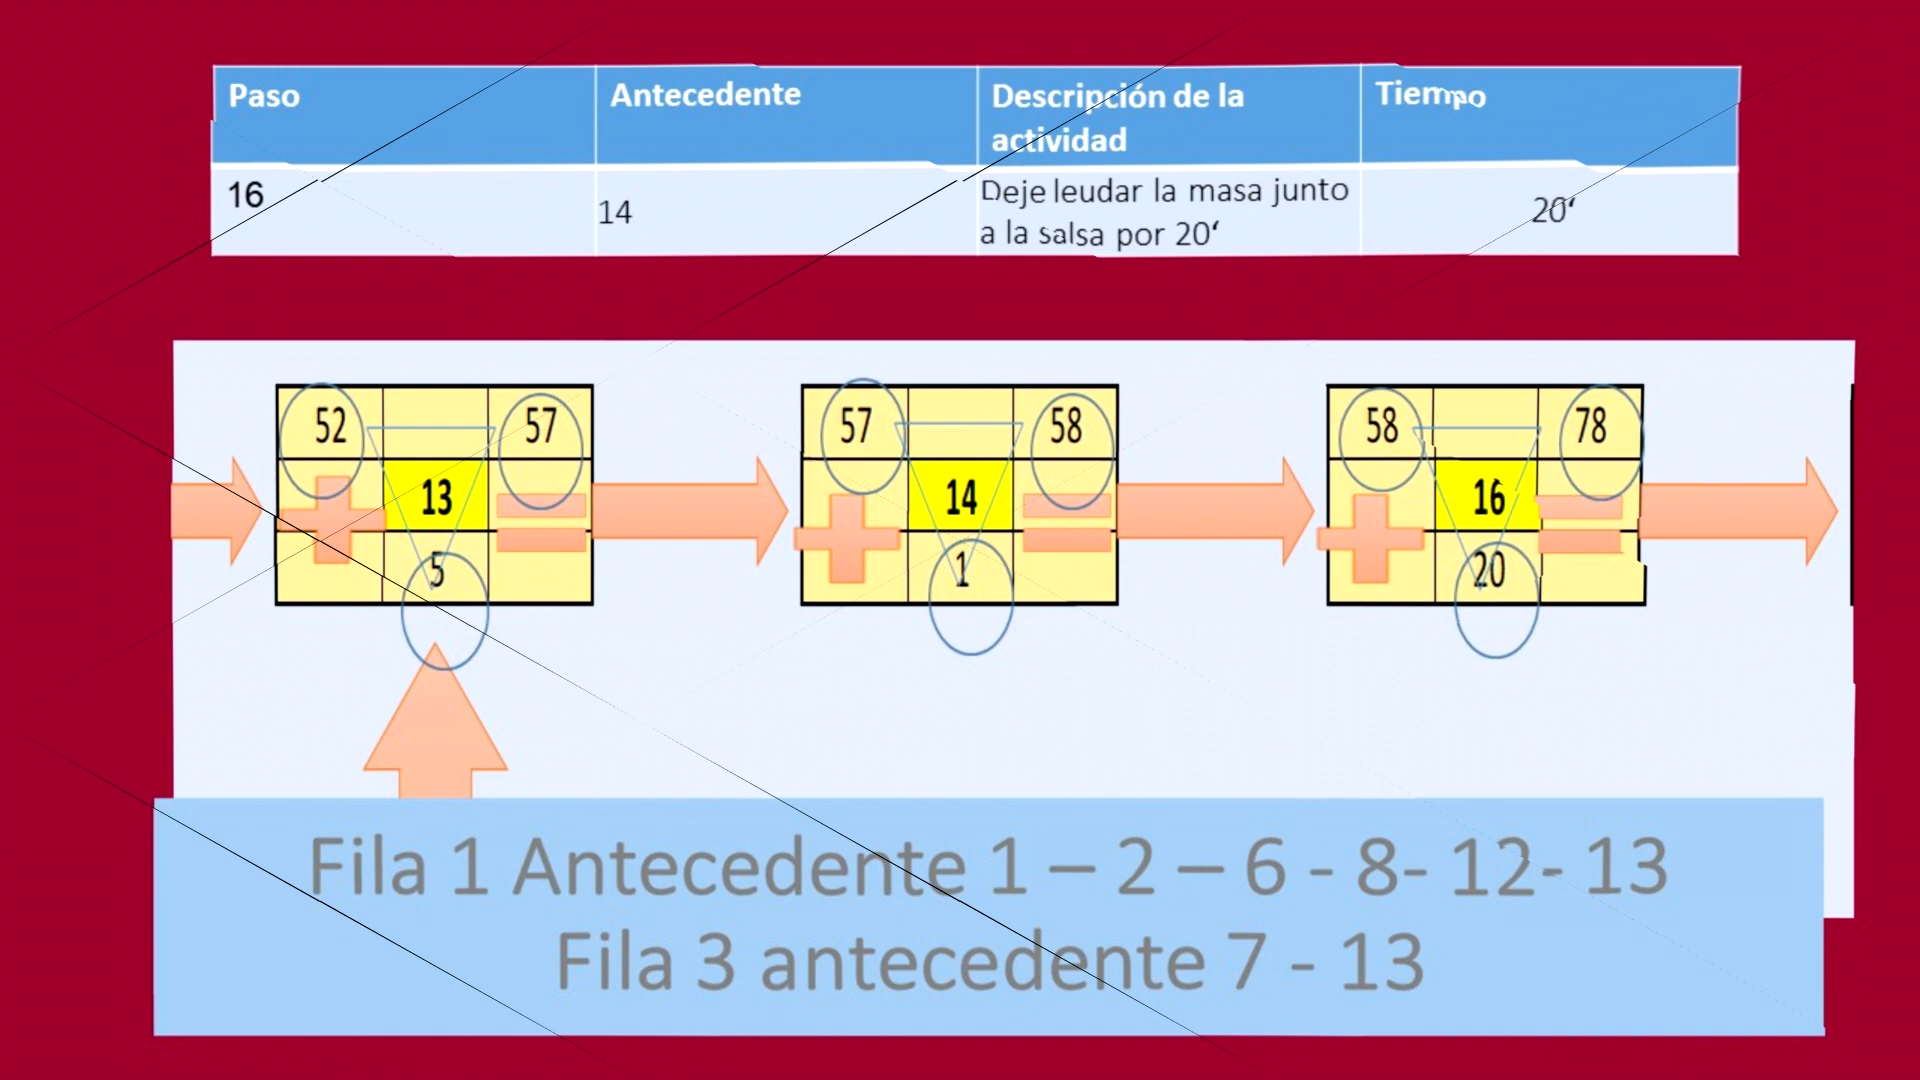 Paso Antecedente Descripción de la actividad Tiempo
16 14 Deje leudar la masa junto a la salsa por 20‘ 20‘
52 57 57 58 58 78
13 14 16
5 1 20
Fila 1 Antecedente 1 – 2 – 6 - 8- 12- 13
Fila 3 antecedente 7 - 13